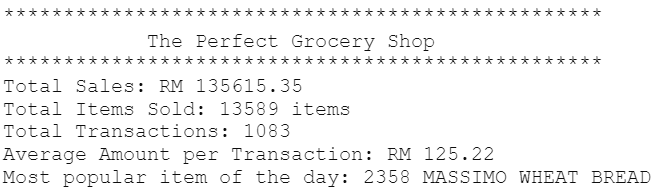 **************************************************
The Perfect Grocery Shop
**************************************************
Total Sales: RM 135615.35
Total Items Sold: 13589 items
Total Transactions: 1083
Average Amount per Transaction: RM 125.22
Most popular item of the day: 2358 MASSIMO WHEAT BREAD